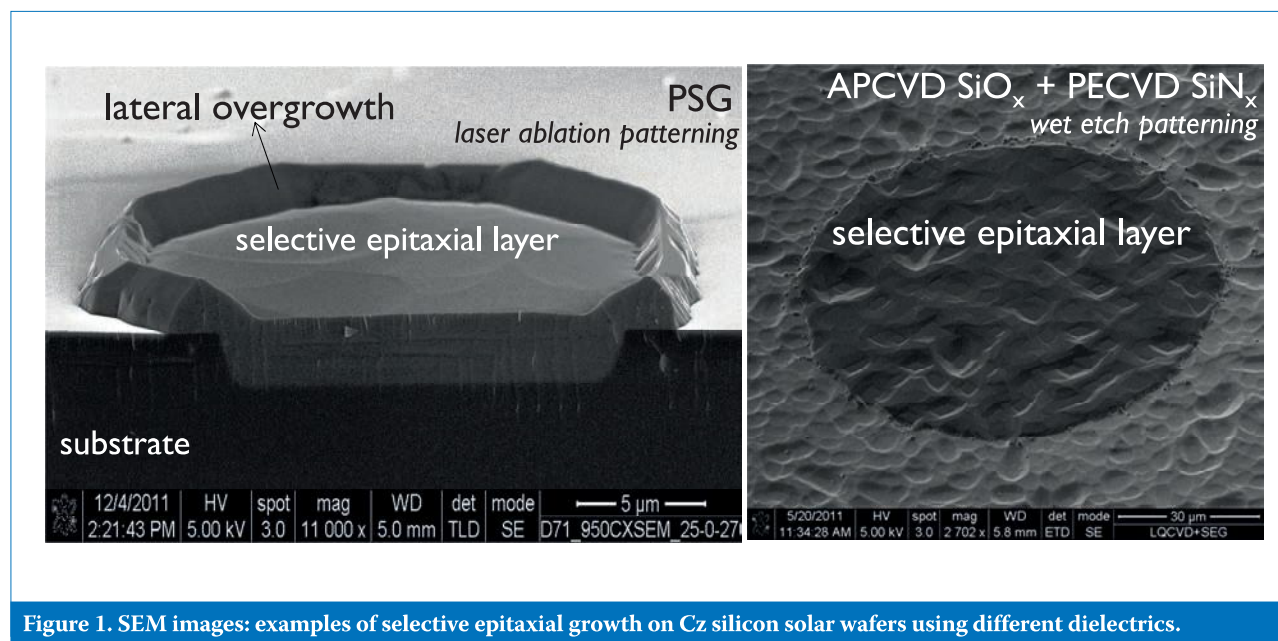 lateral overgrowth
PSG
laser ablation patterning
selective epitaxial layer
substrate
12/4/2011 HV spot mag WD det mode 5 µm
2:21:43 PM 5.00 kV 3.0 11 000 x 5.0 mm TLD SE D71_950CXSEM_25-0-27
APCVD SiOx + PECVD SiNx
wet etch patterning
selective epitaxial layer
5/20/2011 HV spot mag WD det mode 30 µm
11:34:28 AM 5.00 kV 3.0 2 702 x 5.8 mm ETD SE LQCVD+SEG
Figure 1. SEM images: examples of selective epitaxial growth on Cz silicon solar wafers using different dielectrics.